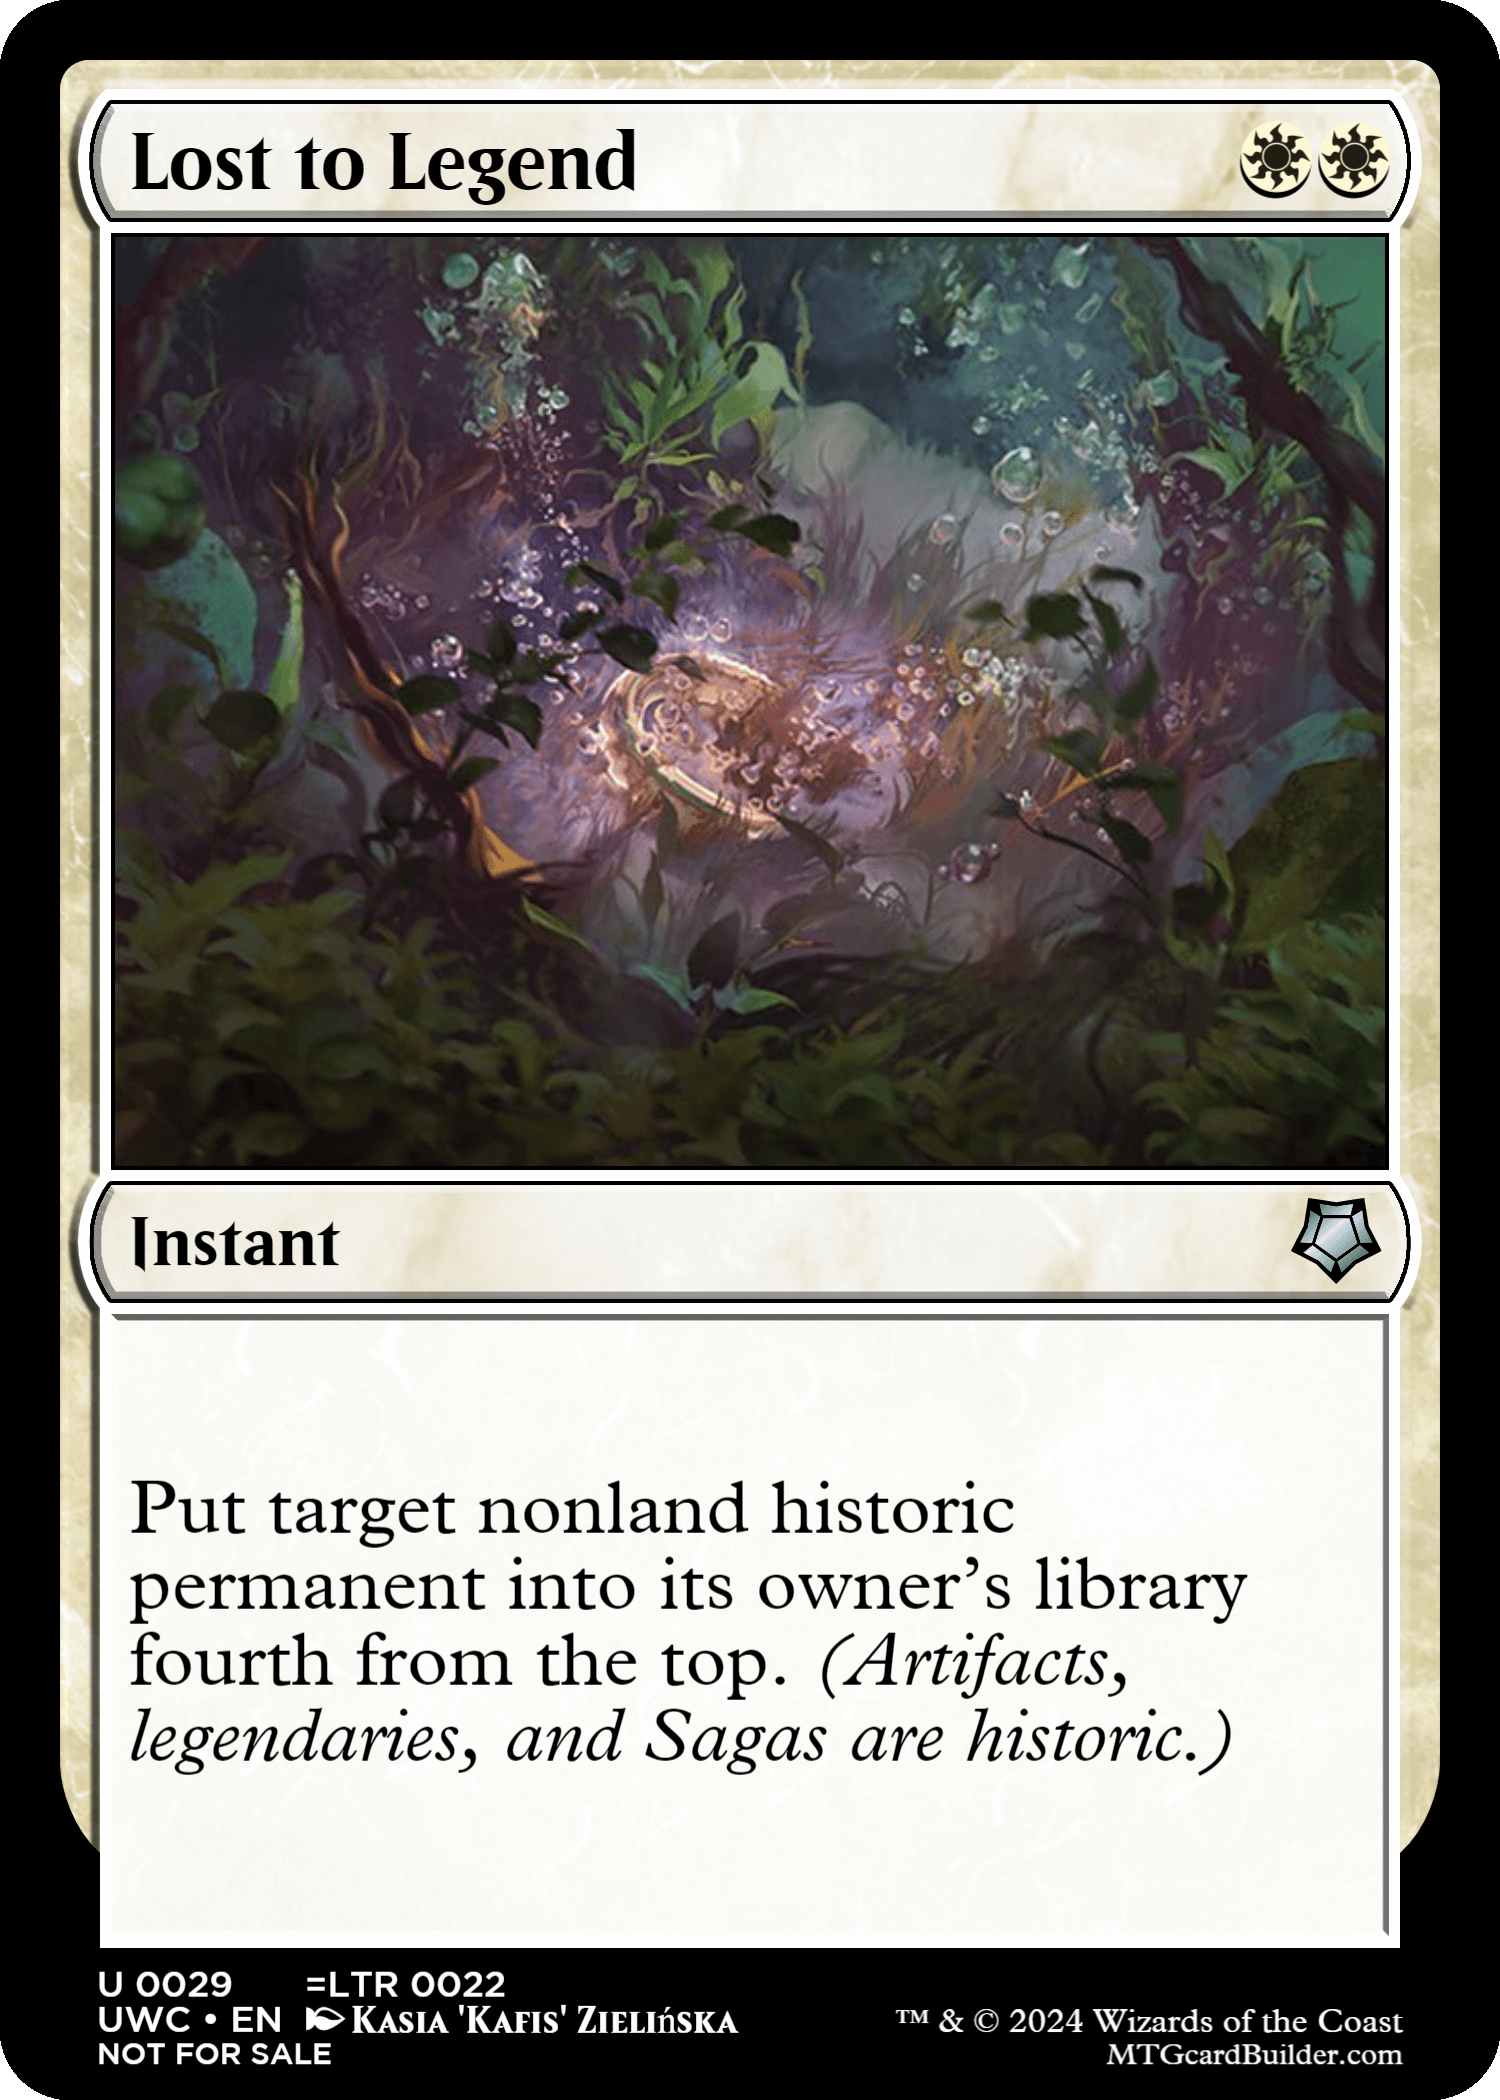 Lost to Legend
Instant
Put target nonland historic
permanent into its owner's library
fourth from the top. (Artifacts,
legendaries, and Sagas are historic.)
U 0029 =LTR 0022
UWC • EN KASIA 'KAFIS' ZIELIńSKA
NOT FOR SALE
™ & © 2024 Wizards of the Coast
MTGcardBuilder.com